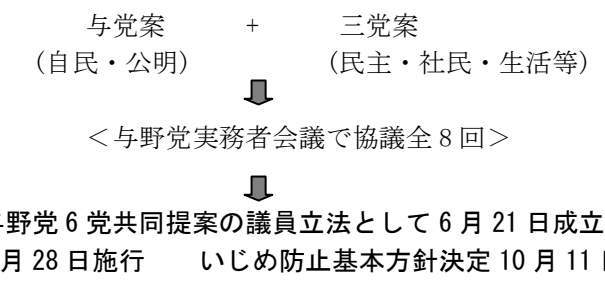 与党案 + 三党案
（自民・公明） （民主・社民・生活等）
＜与野党実務者会議で協議全８回＞
野党６党共同提案の議員立法として６月21日成立
月28日施行 いじめ防止基本方針決定10月11